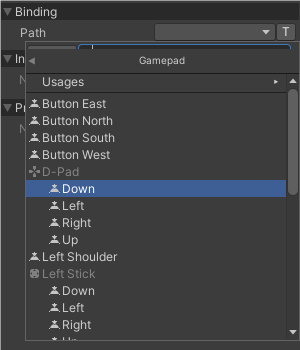 Binding
Path
T
Gamepad
In
Usages
Button East
Button North
Pr
Button South
Button West
D-Pad
Down
Left
Right
Up
Left Shoulder
Left Stick
Down
Left
Right